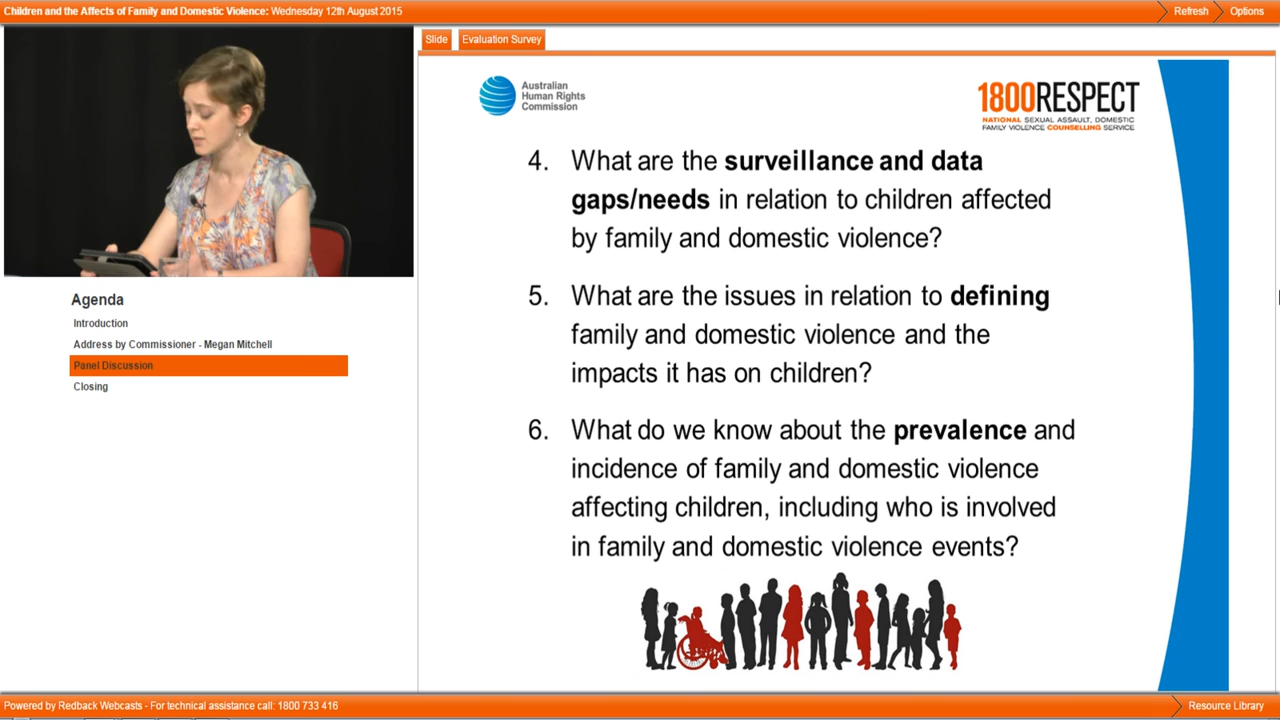 Children and the Affects of Family and Domestic Violence: Wednesday 12th August 2015
Refresh
Options
Slide
Evaluation Survey
Australian
Human Rights
Commission
1800RESPECT
NATIONAL SEXUAL ASSAULT, DOMESTIC
FAMILY VIOLENCE COUNSELLING SERVICE
4. What are the surveillance and data
gaps/needs in relation to children affected
by family and domestic violence?
5. What are the issues in relation to defining
family and domestic violence and the
impacts it has on children?
6. What do we know about the prevalence and
incidence of family and domestic violence
affecting children, including who is involved
in family and domestic violence events?
Agenda
Introduction
Address by Commissioner - Megan Mitchell
Panel Discussion
Closing
Powered by Redback Webcasts - For technical assistance call: 1800 733 416
Resource Library